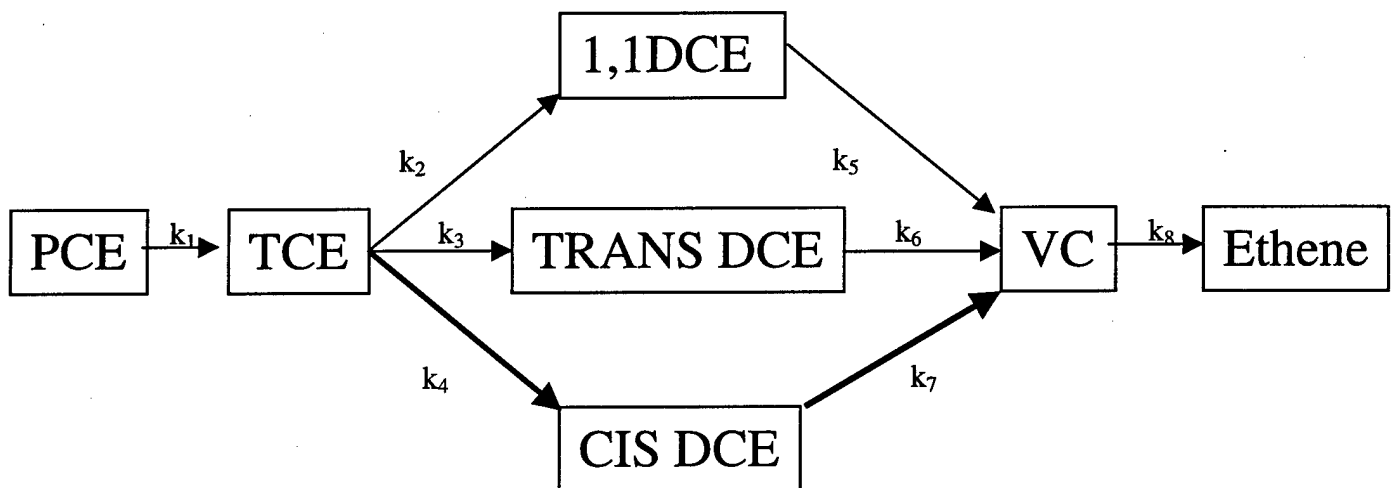 1,1DCE
k₂
k₅
PCE
k₁
TCE
k₃
TRANS DCE
k₆
VC
k₈
Ethene
k₄
k₇
CIS DCE